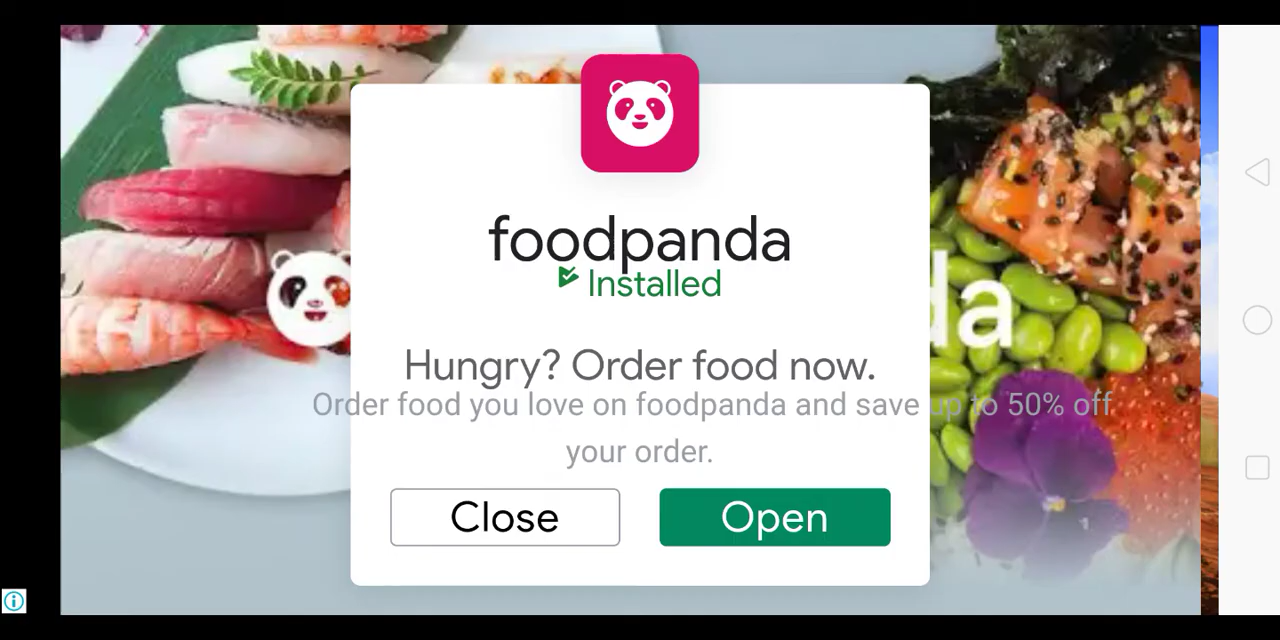 foodpanda
Installed
Hungry? Order food now.
Order food you love on foodpanda and save up to 50% off
your order.
Close
Open
da